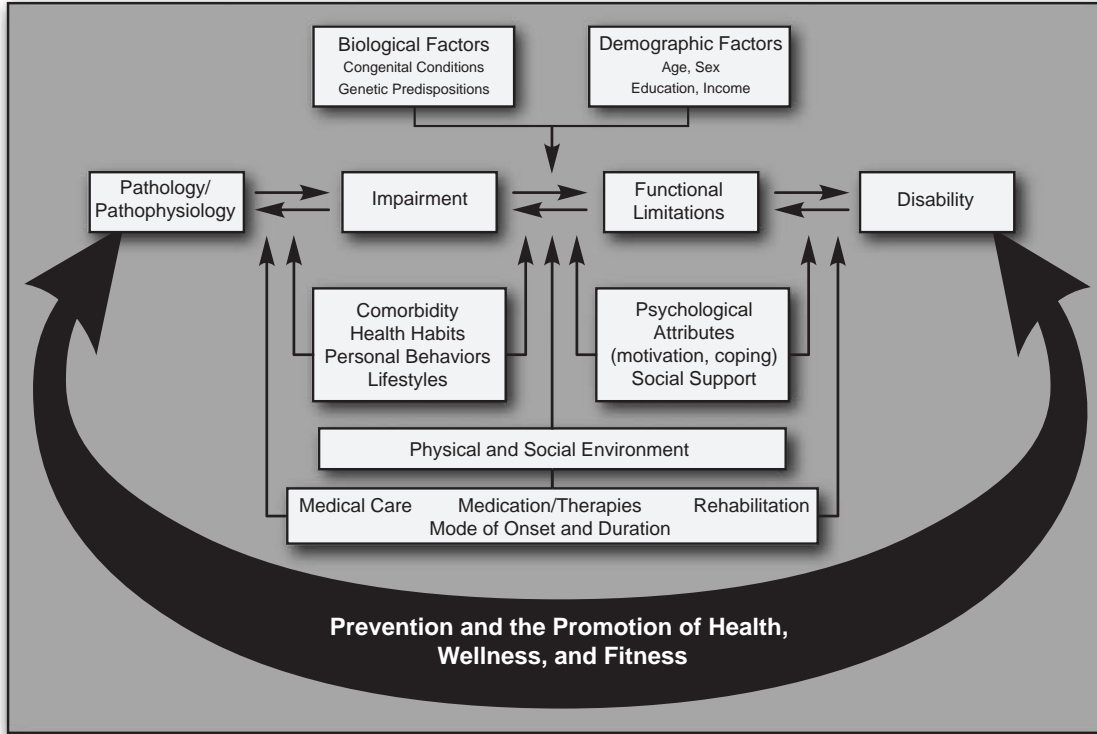 Biological Factors
Congenital Conditions
Genetic Predispositions
Demographic Factors
Age, Sex
Education, Income
Pathology/
Pathophysiology
Impairment
Functional
Limitations
Disability
Comorbidity
Health Habits
Personal Behaviors
Lifestyles
Psychological
Attributes
(motivation, coping)
Social Support
Physical and Social Environment
Medical Care Medication/Therapies Rehabilitation
Mode of Onset and Duration
Prevention and the Promotion of Health,
Wellness, and Fitness